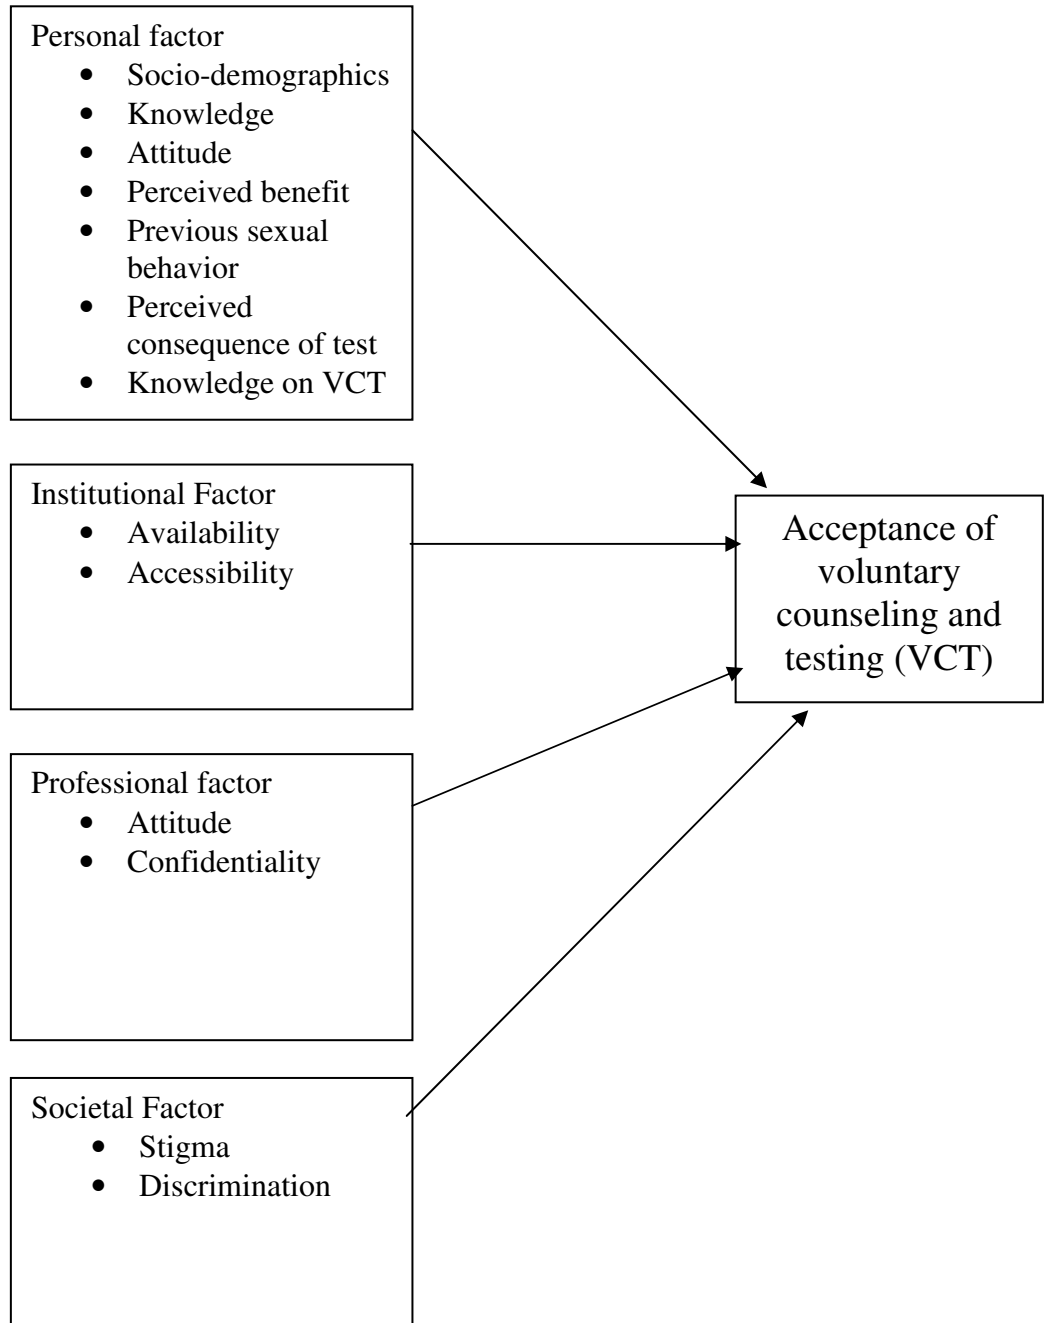 Personal factor
• Socio-demographics
• Knowledge
• Attitude
• Perceived benefit
• Previous sexual
behavior
• Perceived
consequence of test
• Knowledge on VCT
Institutional Factor
• Availability
• Accessibility
Acceptance of
voluntary
counseling and
testing (VCT)
Professional factor
• Attitude
• Confidentiality
Societal Factor
• Stigma
• Discrimination